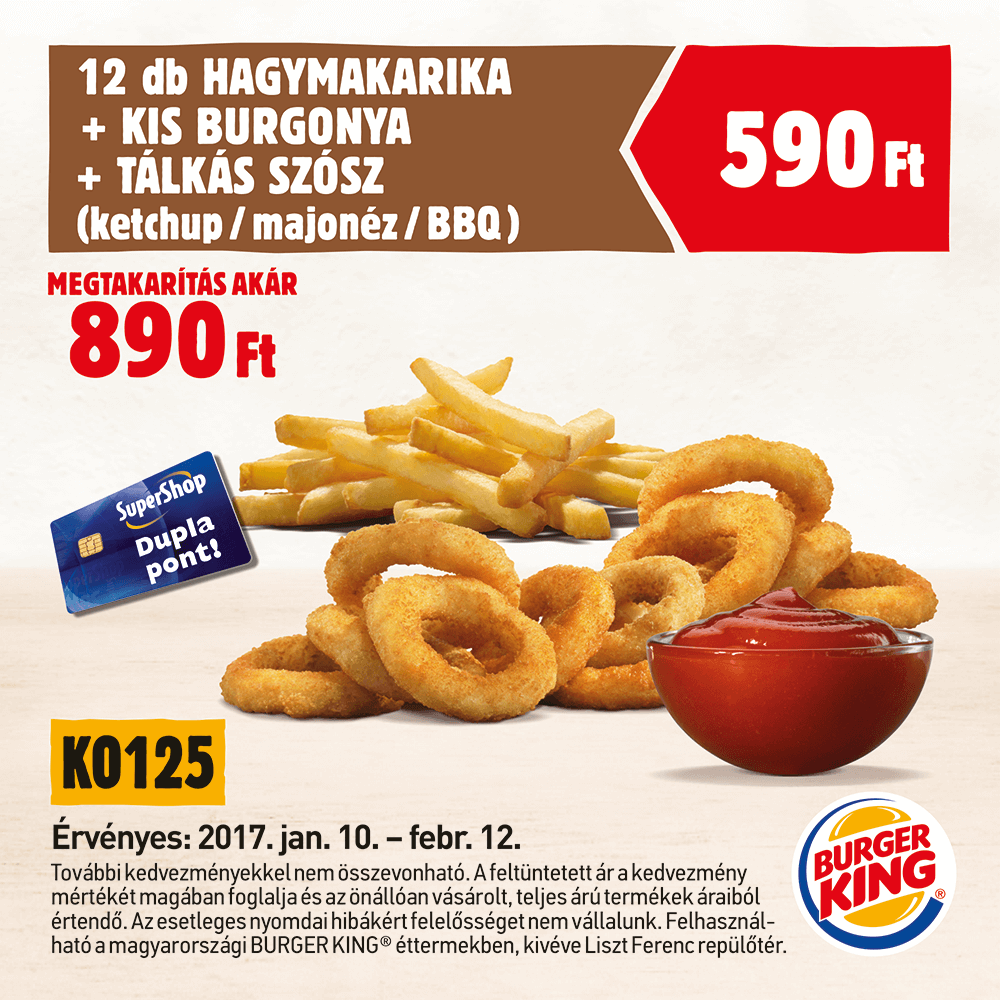 12 db HAGYMAKARIKA
+ KIS BURGONYA
+ TÁLKÁS SZÓSZ
(ketchup / majonéz / BBQ)
590 Ft
MEGTAKARÍTÁS AKÁR
890 Ft
SuperShop
Dupla
pont!
KO125
Érvényes: 2017. jan. 10. – febr. 12.
További kedvezményekkel nem összevonható. A feltüntetett ár a kedvezmény
mértékét magában foglalja és az önállóan vásárolt, teljes árú termékek áraiból
értendő. Az esetleges nyomdai hibákért felelősséget nem vállalunk. Felhasznál-
ható a magyarországi BURGER KING® éttermekben, kivéve Liszt Ferenc repülőtér.
BURGER
KING®